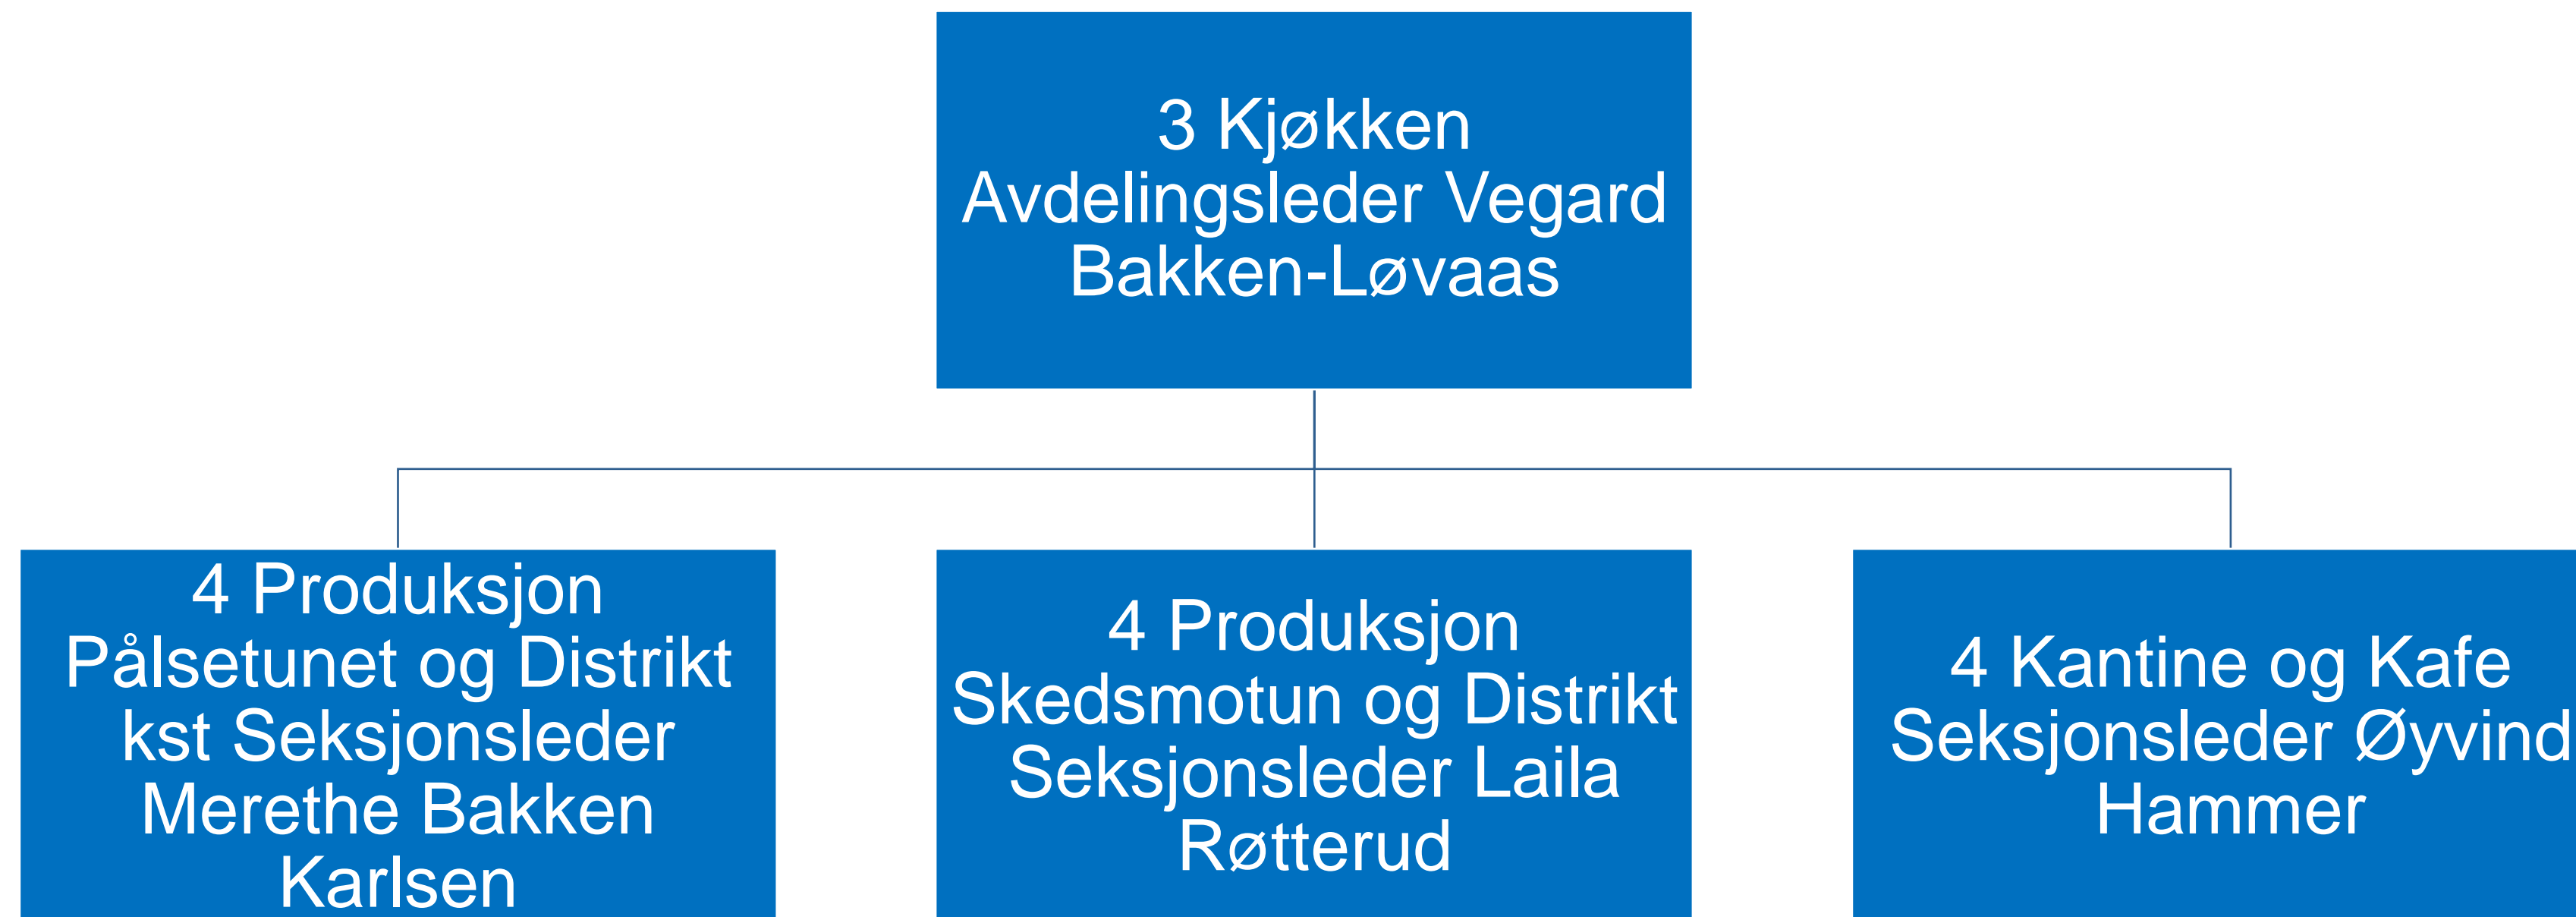 3 Kjøkken
Avdelingsleder Vegard
Bakken-Løvaas
4 Produksjon
Pålsetunet og Distrikt
kst Seksjonsleder
Merethe Bakken
Karlsen
4 Produksjon
Skedsmotun og Distrikt
Seksjonsleder Laila
Røtterud
4 Kantine og Kafe
Seksjonsleder Øyvind
Hammer